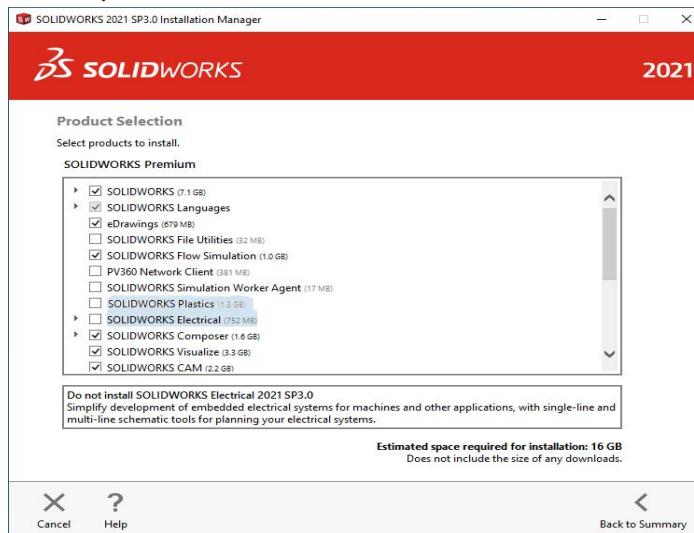 SOLIDWORKS 2021 SP3.0 Installation Manager
SOLIDWORKS
2021
Product Selection
Select products to install.
SOLIDWORKS Premium
SOLIDWORKS (7.1 GB)
SOLIDWORKS Languages
eDrawings (679 MB)
SOLIDWORKS File Utilities (32 MB)
SOLIDWORKS Flow Simulation (1.0 GB)
PV360 Network Client (381 MB)
SOLIDWORKS Simulation Worker Agent (17 MB)
SOLIDWORKS Plastics (1.3 GB)
SOLIDWORKS Electrical (752 MB)
SOLIDWORKS Composer (1.6 GB)
SOLIDWORKS Visualize (3.3 GB)
SOLIDWORKS CAM (2.2 GB)
Do not install SOLIDWORKS Electrical 2021 SP3.0
Simplify development of embedded electrical systems for machines and other applications, with single-line and
multi-line schematic tools for planning your electrical systems.
Estimated space required for installation: 16 GB
Does not include the size of any downloads.
Cancel
Help
Back to Summary